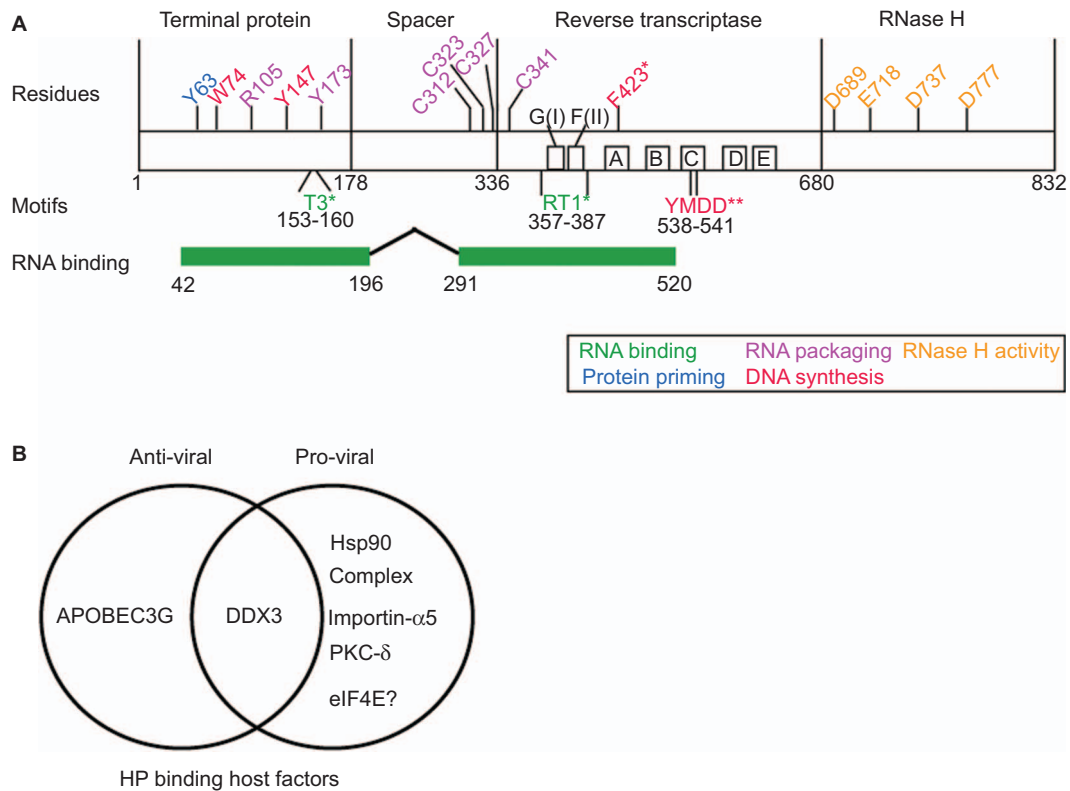 A
Terminal protein Spacer Reverse transcriptase RNase H
Residues
Y63 W74 R105 Y147 Y173 C312 C323 C327 C341 F423* D689 E718 D737 D777
G(I) F(II)
A B C D E
1 178 336 680 832
Motifs
T3* RT1* YMDD**
153-160 357-387 538-541
RNA binding
42 196 291 520
RNA binding RNA packaging RNase H activity
Protein priming DNA synthesis
B
Anti-viral Pro-viral
Hsp90
Complex
APOBEC3G DDX3 Importin-α5
PKC-δ
eIF4E?
HP binding host factors